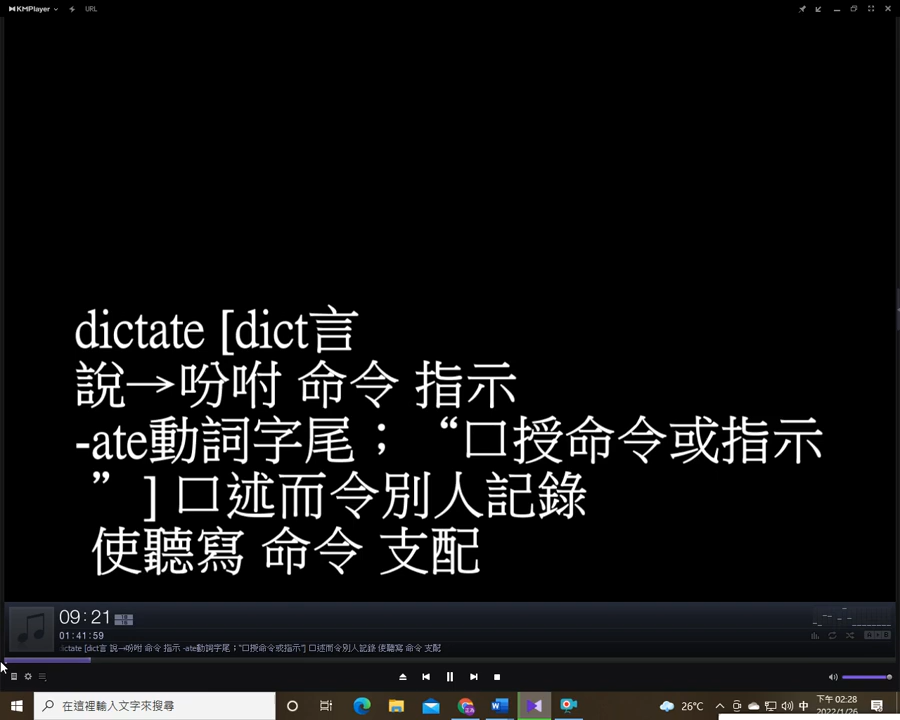 KMPlayer
URL
dictate [dict言
說→吩咐 命令 指示
-ate動詞字尾；“口授命令或指示
”] 口述而令別人記錄
使聽寫 命令 支配
09:21
01:41:59
dictate [dict言 說→吩咐 命令 指示 -ate動詞字尾；“口授命令或指示”] 口述而令別人記錄 使聽寫 命令 支配
在這裡輸入文字來搜尋
26°C
中
下午 02:28
2022/1/26